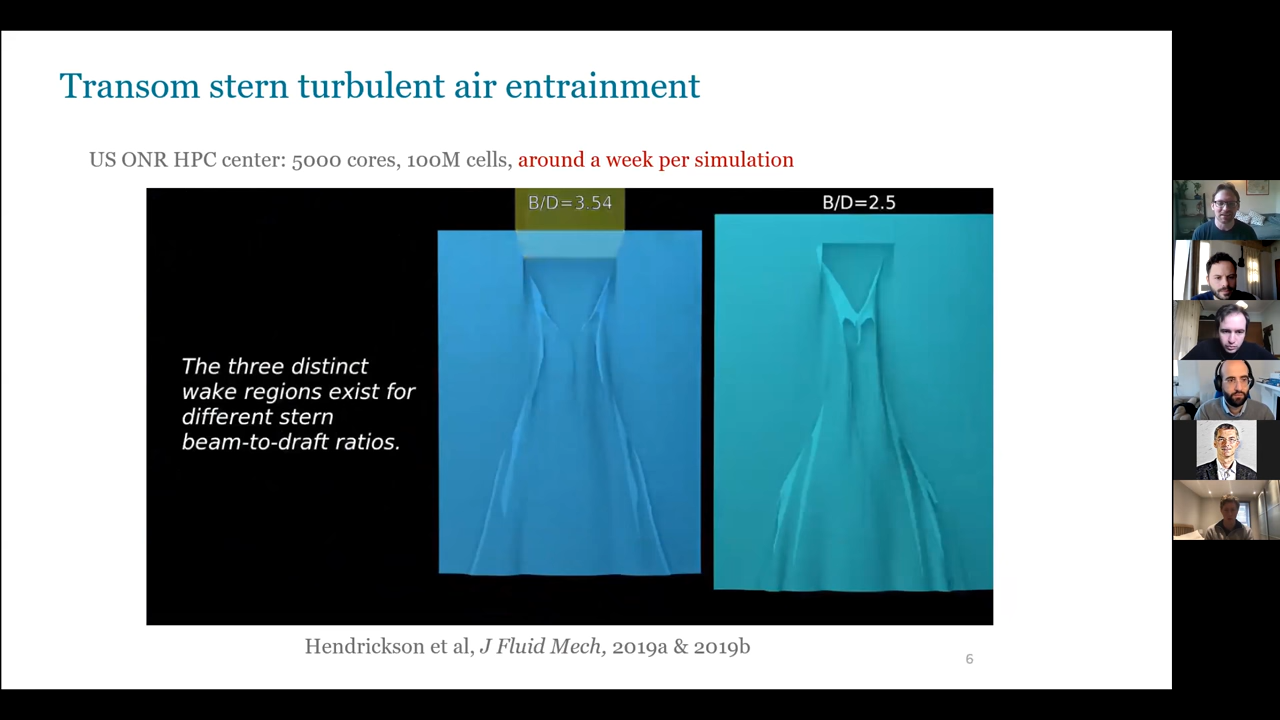 Transom stern turbulent air entrainment
US ONR HPC center: 5000 cores, 100M cells, around a week per simulation
B/D=3.54
B/D=2.5
The three distinct
wake regions exist for
different stern
beam-to-draft ratios.
Hendrickson et al, J Fluid Mech, 2019a & 2019b
6